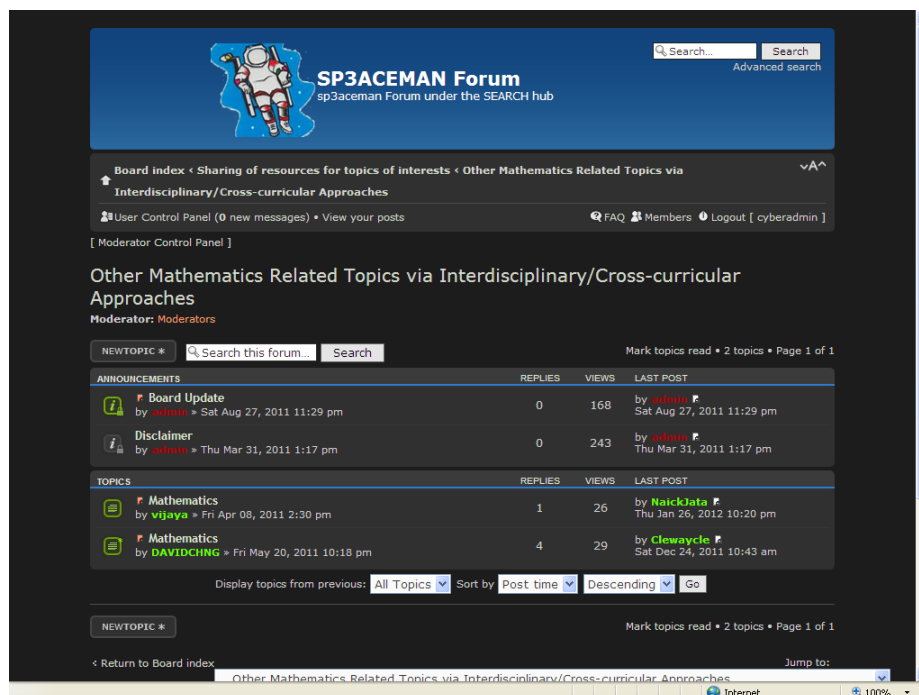 Search... Search
SP3ACEMAN Forum
Advanced search
sp3aceman Forum under the SEARCH hub
Board index ‹ Sharing of resources for topics of interests ‹ Other Mathematics Related Topics via
Interdisciplinary/Cross-curricular Approaches
A
User Control Panel (0 new messages) • View your posts FAQ Members Logout [ cyberadmin ]
[ Moderator Control Panel ]
Other Mathematics Related Topics via Interdisciplinary/Cross-curricular
Approaches
Moderator: Moderators
NEWTOPIC * Search this forum... Search Mark topics read • 2 topics • Page 1 of 1
ANNOUNCEMENTS REPLIES VIEWS LAST POST
Board Update 0 168 by admin
by admin » Sat Aug 27, 2011 11:29 pm Sat Aug 27, 2011 11:29 pm
Disclaimer 0 243 by admin
by admin » Thu Mar 31, 2011 1:17 pm Thu Mar 31, 2011 1:17 pm
TOPICS REPLIES VIEWS LAST POST
Mathematics 1 26 by NaickJata
by vijaya » Fri Apr 08, 2011 2:30 pm Thu Jan 26, 2012 10:20 pm
Mathematics 4 29 by Clewaycle
by DAVIDCHNG » Fri May 20, 2011 10:18 pm Sat Dec 24, 2011 10:43 am
Display topics from previous: All Topics Sort by Post time Descending Go
NEWTOPIC * Mark topics read • 2 topics • Page 1 of 1
‹ Return to Board index Jump to:
Other Mathematics Related Topics via Interdisciplinary/Cross-curricular Approaches
Internet 100%